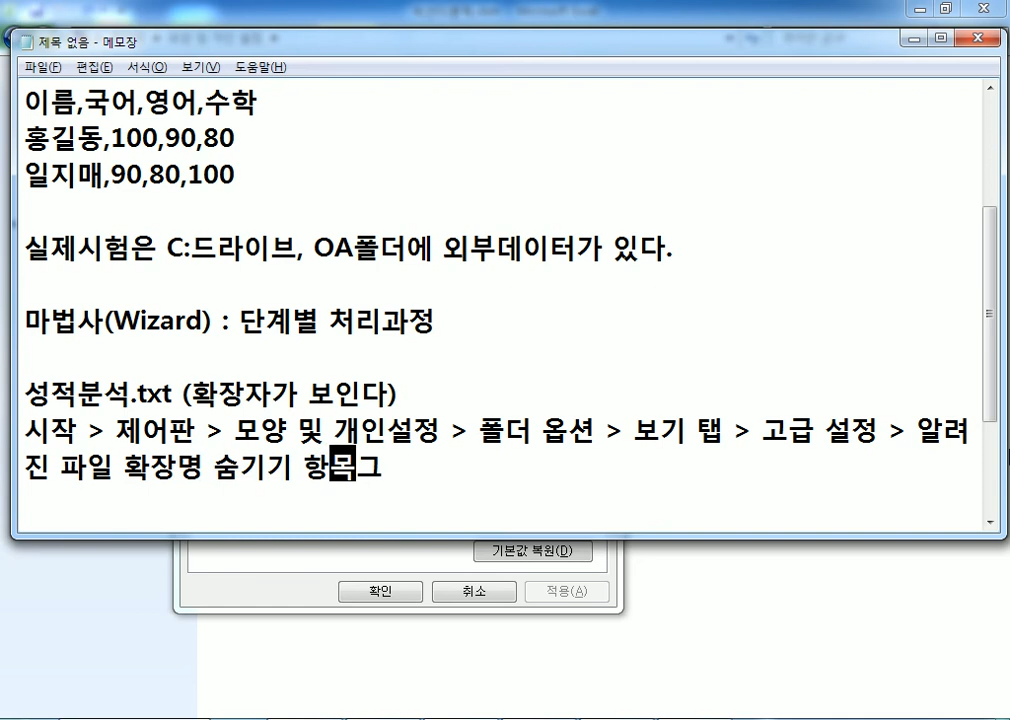 제목 없음 - 메모장
파일(F) 편집(E) 서식(O) 보기(V) 도움말(H)
이름,국어,영어,수학
홍길동,100,90,80
일지매,90,80,100
실제시험은 C:드라이브, OA폴더에 외부데이터가 있다.
마법사(Wizard) : 단계별 처리과정
성적분석.txt (확장자가 보인다)
시작 > 제어판 > 모양 및 개인설정 > 폴더 옵션 > 보기 탭 > 고급 설정 > 알려
진 파일 확장명 숨기기 항목그
기본값 복원(D)
확인 취소 적용(A)